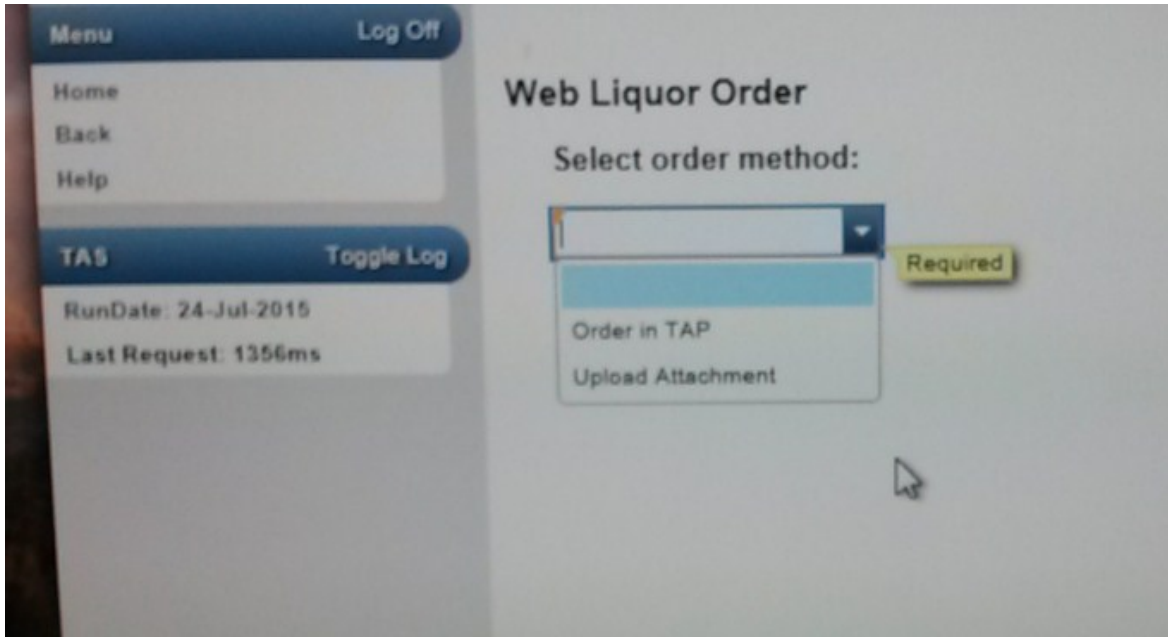 Menu Log Off
Home
Back
Help
TAS Toggle Log
RunDate: 24-Jul-2015
Last Request: 1356ms
Web Liquor Order
Select order method:
Required
Order in TAP
Upload Attachment